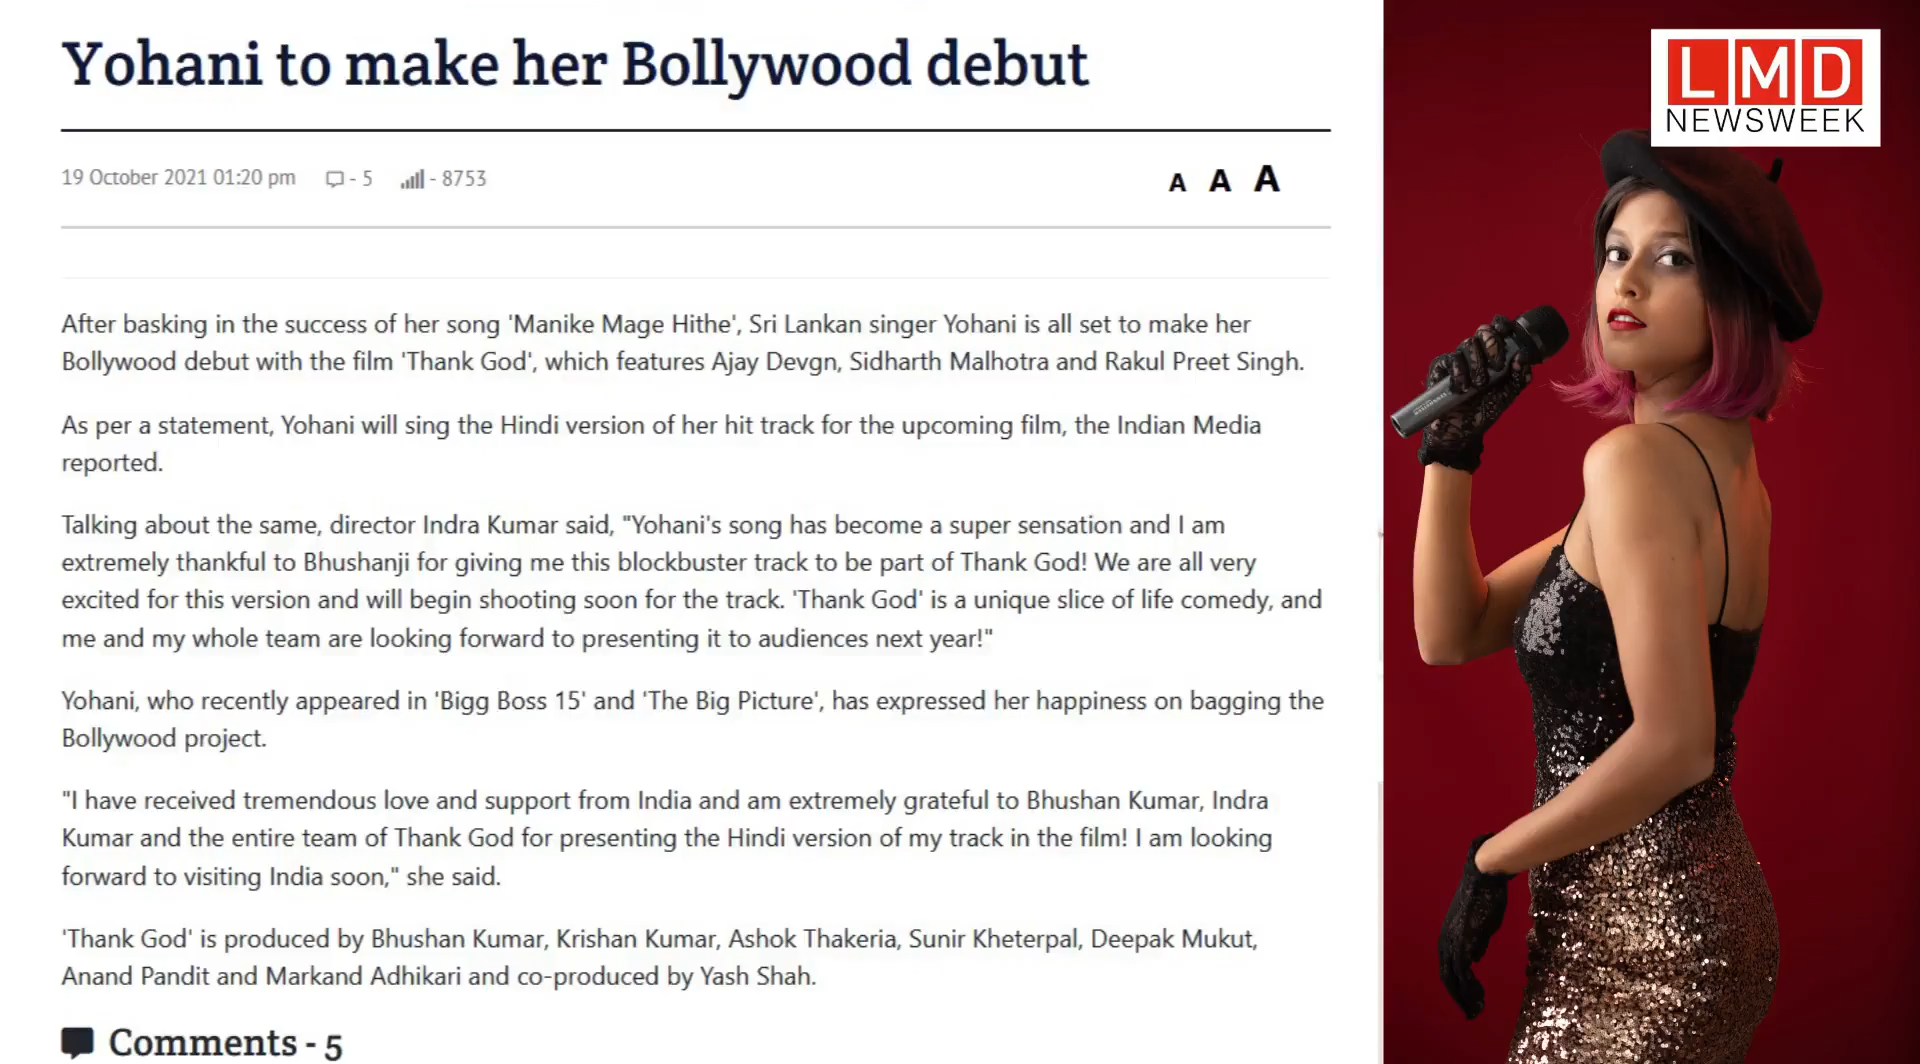 Yohani to make her Bollywood debut
19 October 2021 01:20 pm - 5 - 8753
A A A
After basking in the success of her song 'Manike Mage Hithe', Sri Lankan singer Yohani is all set to make her
Bollywood debut with the film 'Thank God', which features Ajay Devgn, Sidharth Malhotra and Rakul Preet Singh.
As per a statement, Yohani will sing the Hindi version of her hit track for the upcoming film, the Indian Media
reported.
Talking about the same, director Indra Kumar said, "Yohani's song has become a super sensation and I am
extremely thankful to Bhushanji for giving me this blockbuster track to be part of Thank God! We are all very
excited for this version and will begin shooting soon for the track. 'Thank God' is a unique slice of life comedy, and
me and my whole team are looking forward to presenting it to audiences next year!"
Yohani, who recently appeared in 'Bigg Boss 15' and 'The Big Picture', has expressed her happiness on bagging the
Bollywood project.
"I have received tremendous love and support from India and am extremely grateful to Bhushan Kumar, Indra
Kumar and the entire team of Thank God for presenting the Hindi version of my track in the film! I am looking
forward to visiting India soon," she said.
'Thank God' is produced by Bhushan Kumar, Krishan Kumar, Ashok Thakeria, Sunir Kheterpal, Deepak Mukut,
Anand Pandit and Markand Adhikari and co-produced by Yash Shah.
Comments - 5
LMD
NEWSWEEK